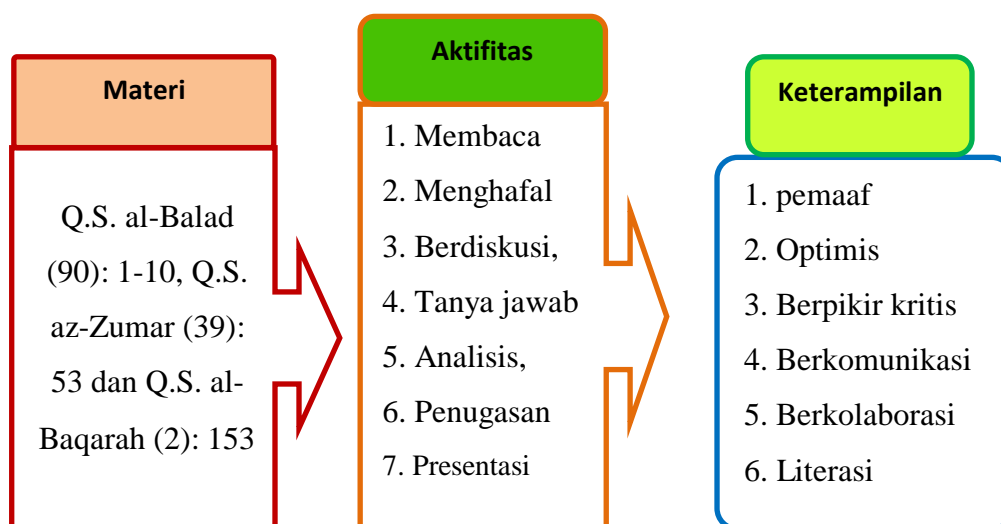 Materi
Q.S. al-Balad
(90): 1-10, Q.S.
az-Zumar (39):
53 dan Q.S. al-
Baqarah (2): 153
Aktifitas
1. Membaca
2. Menghafal
3. Berdiskusi,
4. Tanya jawab
5. Analisis,
6. Penugasan
7. Presentasi
Keterampilan
1. pemaaf
2. Optimis
3. Berpikir kritis
4. Berkomunikasi
5. Berkolaborasi
6. Literasi